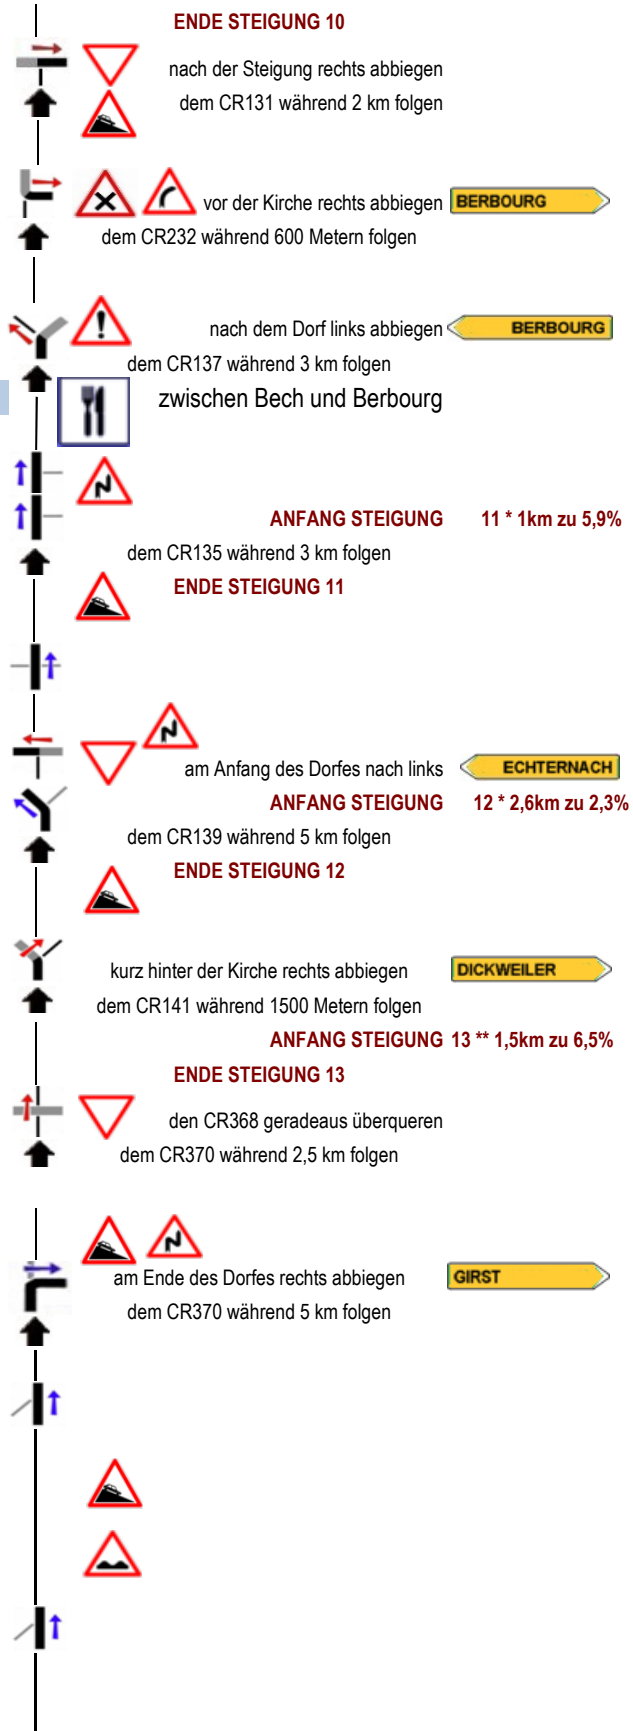 ENDE STEIGUNG 10
nach der Steigung rechts abbiegen
dem CR131 während 2 km folgen
vor der Kirche rechts abbiegen BERBOURG
dem CR232 während 600 Metern folgen
nach dem Dorf links abbiegen BERBOURG
dem CR137 während 3 km folgen
zwischen Bech und Berbourg
ANFANG STEIGUNG 11 * 1km zu 5,9%
dem CR135 während 3 km folgen
ENDE STEIGUNG 11
am Anfang des Dorfes nach links ECHTERNACH
ANFANG STEIGUNG 12 * 2,6km zu 2,3%
dem CR139 während 5 km folgen
ENDE STEIGUNG 12
kurz hinter der Kirche rechts abbiegen DICKWEILER
dem CR141 während 1500 Metern folgen
ANFANG STEIGUNG 13 ** 1,5km zu 6,5%
ENDE STEIGUNG 13
den CR368 geradeaus überqueren
dem CR370 während 2,5 km folgen
am Ende des Dorfes rechts abbiegen GIRST
dem CR370 während 5 km folgen